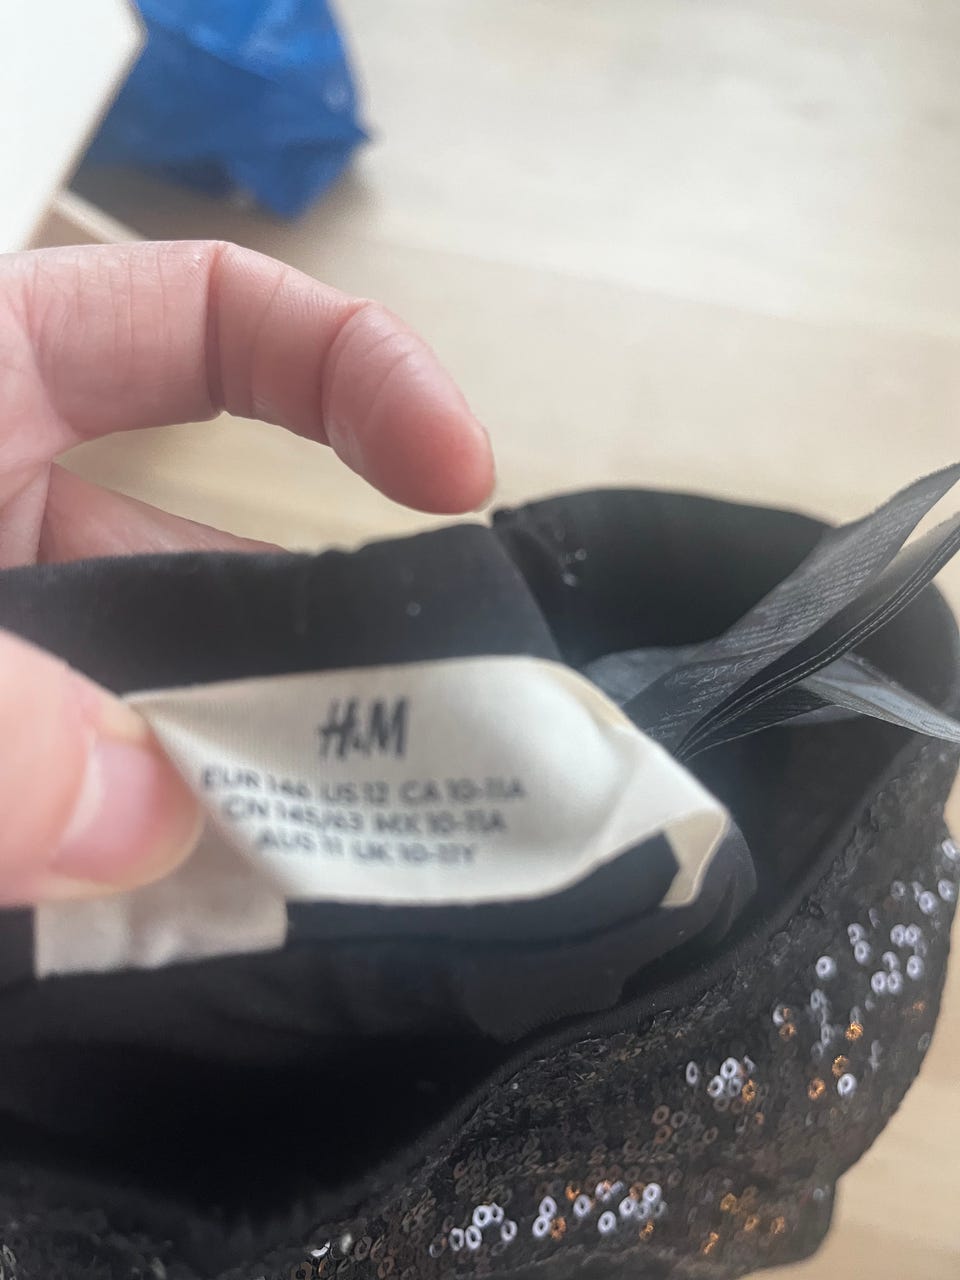 H&M
EUR 146 US 12 CA 10-11A
CN 145/63 MX 10-11A
AUS 11 UK 10-11Y